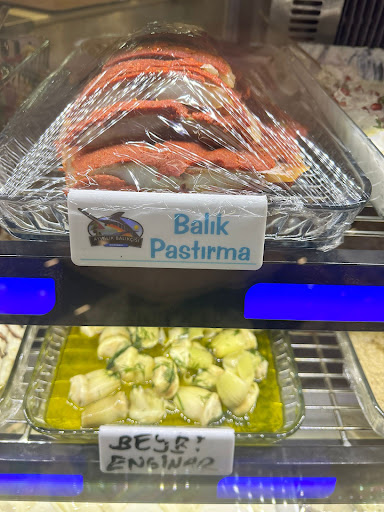 Balık
Pastırma
BEYBİ
ENGİNAR